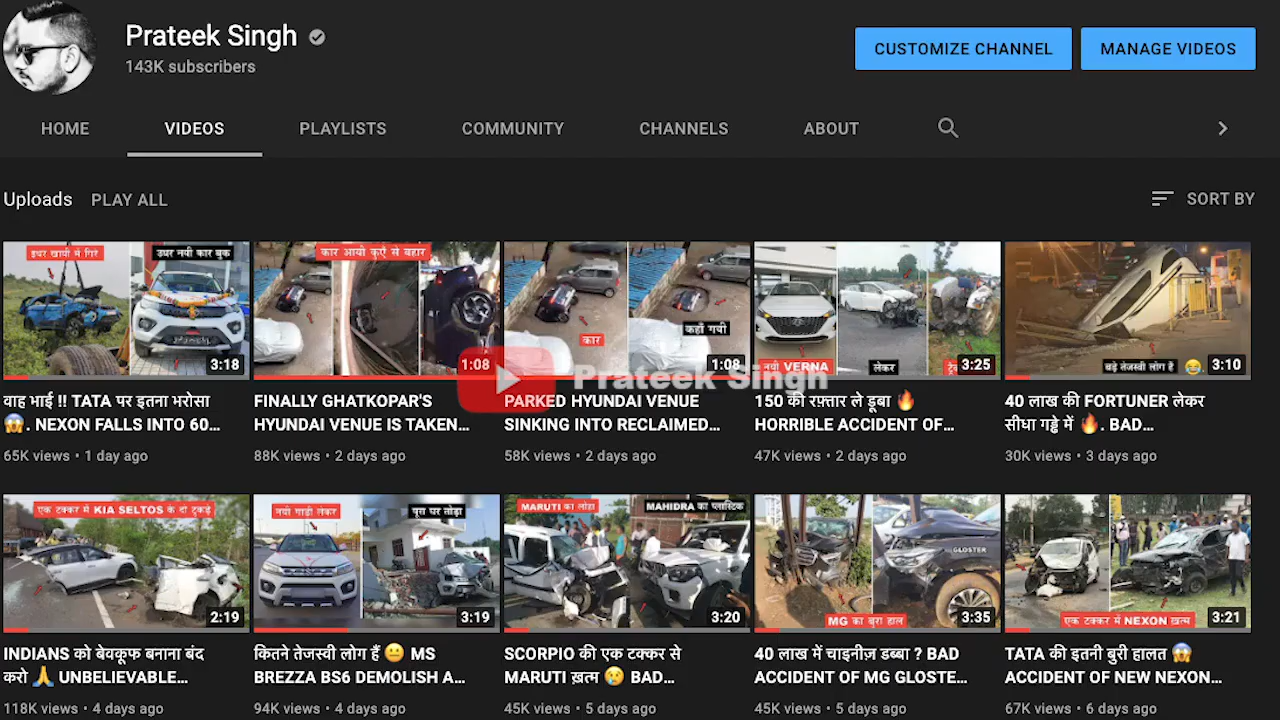 Prateek Singh
143K subscribers
CUSTOMIZE CHANNEL
MANAGE VIDEOS
HOME VIDEOS PLAYLISTS COMMUNITY CHANNELS ABOUT
Uploads PLAY ALL
SORT BY
इधर खायी में गिरे
उधर नयी कार बुक
3:18
कार आयी कुएँ से बहार
1:08
कार
कहाँ गयी
1:08
नयी VERNA
लेकर
3:25
बड़े तेजस्वी लोग हैं 😂
3:10
Prateek Singh
वाह भाई !! TATA पर इतना भरोसा
😱. NEXON FALLS INTO 60...
65K views • 1 day ago
FINALLY GHATKOPAR'S
HYUNDAI VENUE IS TAKEN...
88K views • 2 days ago
PARKED HYUNDAI VENUE
SINKING INTO RECLAIMED...
58K views • 2 days ago
150 की रफ़्तार ले डूबा 🔥
HORRIBLE ACCIDENT OF...
47K views • 2 days ago
40 लाख की FORTUNER लेकर
सीधा गड्ढे में 🔥. BAD...
30K views • 3 days ago
एक टक्कर में KIA SELTOS के दो टुकड़े
2:19
नयी गाड़ी लेकर
पूरा घर तोड़ा
3:19
MARUTI का लोहा
MAHIDRA का प्लास्टिक
3:20
GLOSTER
MG का बुरा हाल
3:35
एक टक्कर में NEXON ख़त्म
3:21
INDIANS को बेवकूफ बनाना बंद
करो 🙏 UNBELIEVABLE...
118K views • 4 days ago
कितने तेजस्वी लोग हैं 😐 MS
BREZZA BS6 DEMOLISH A...
94K views • 4 days ago
SCORPIO की एक टक्कर से
MARUTI ख़त्म 😢 BAD...
45K views • 5 days ago
40 लाख में चाइनीज़ डब्बा ? BAD
ACCIDENT OF MG GLOSTE...
45K views • 5 days ago
TATA की इतनी बुरी हालत 😱
ACCIDENT OF NEW NEXON...
67K views • 6 days ago